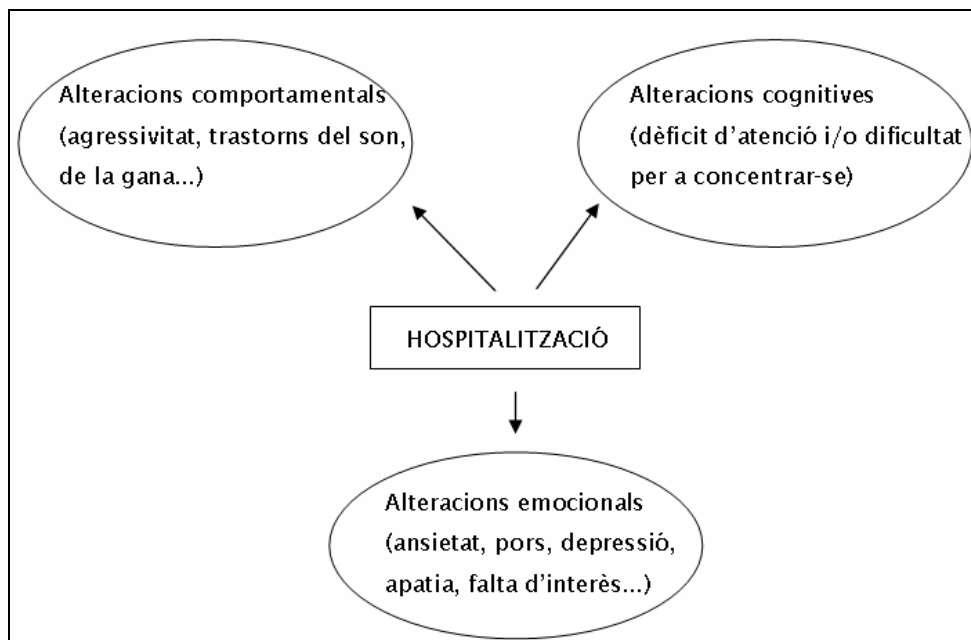 Alteracions comportamentals
(agressivitat, trastorns del son,
de la gana...)
Alteracions cognitives
(dèficit d'atenció i/o dificultat
per a concentrar-se)
HOSPITALITZACIÓ
Alteracions emocionals
(ansietat, pors, depressió,
apatia, falta d'interès...)